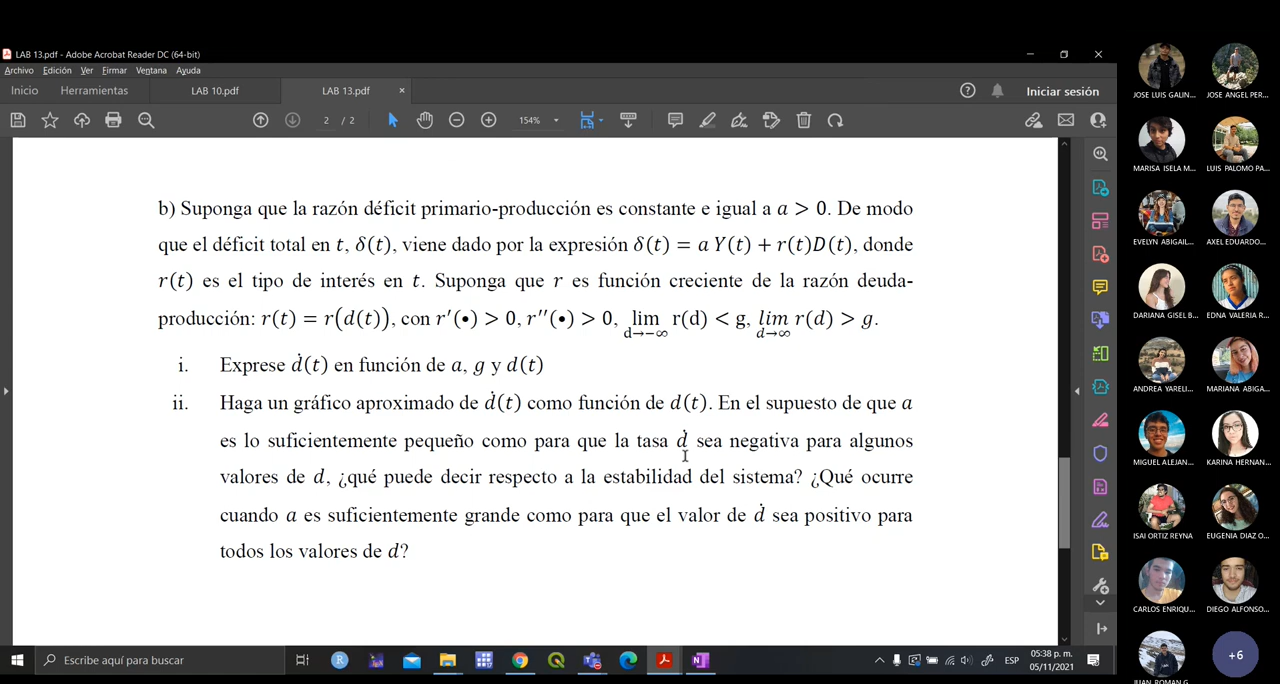 LAB 13.pdf - Adobe Acrobat Reader DC (64-bit)
Archivo Edición Ver Firmar Ventana Ayuda
Inicio Herramientas LAB 10.pdf LAB 13.pdf × Iniciar sesión
2 / 2 154%
b) Suponga que la razón déficit primario-producción es constante e igual a a > 0. De modo
que el déficit total en t, δ(t), viene dado por la expresión δ(t) = a Y(t) + r(t)D(t), donde
r(t) es el tipo de interés en t. Suponga que r es función creciente de la razón deuda-
producción: r(t) = r(d(t)), con r′(•) > 0, r′′(•) > 0, lim d→−∞ r(d) < g, lim d→∞ r(d) > g.
i. Exprese ḋ(t) en función de a, g y d(t)
ii. Haga un gráfico aproximado de ḋ(t) como función de d(t). En el supuesto de que a
es lo suficientemente pequeño como para que la tasa ḋ sea negativa para algunos
valores de d, ¿qué puede decir respecto a la estabilidad del sistema? ¿Qué ocurre
cuando a es suficientemente grande como para que el valor de ḋ sea positivo para
todos los valores de d?
JOSE LUIS GALIN... JOSE ANGEL PER...
MARISA ISELA M... LUIS PALOMO PA...
EVELYN ABIGAIL... AXEL EDUARDO...
DARIANA GISEL B... EDNA VALERIA R...
ANDREA YARELI... MARIANA ABIGA...
MIGUEL ALEJAN... KARINA HERNAN...
ISAI ORTIZ REYNA EUGENIA DIAZ O...
CARLOS ENRIQU... DIEGO ALFONSO...
JUAN ROMAN G... +6
Escribe aquí para buscar
ESP
05:38 p. m.
05/11/2021